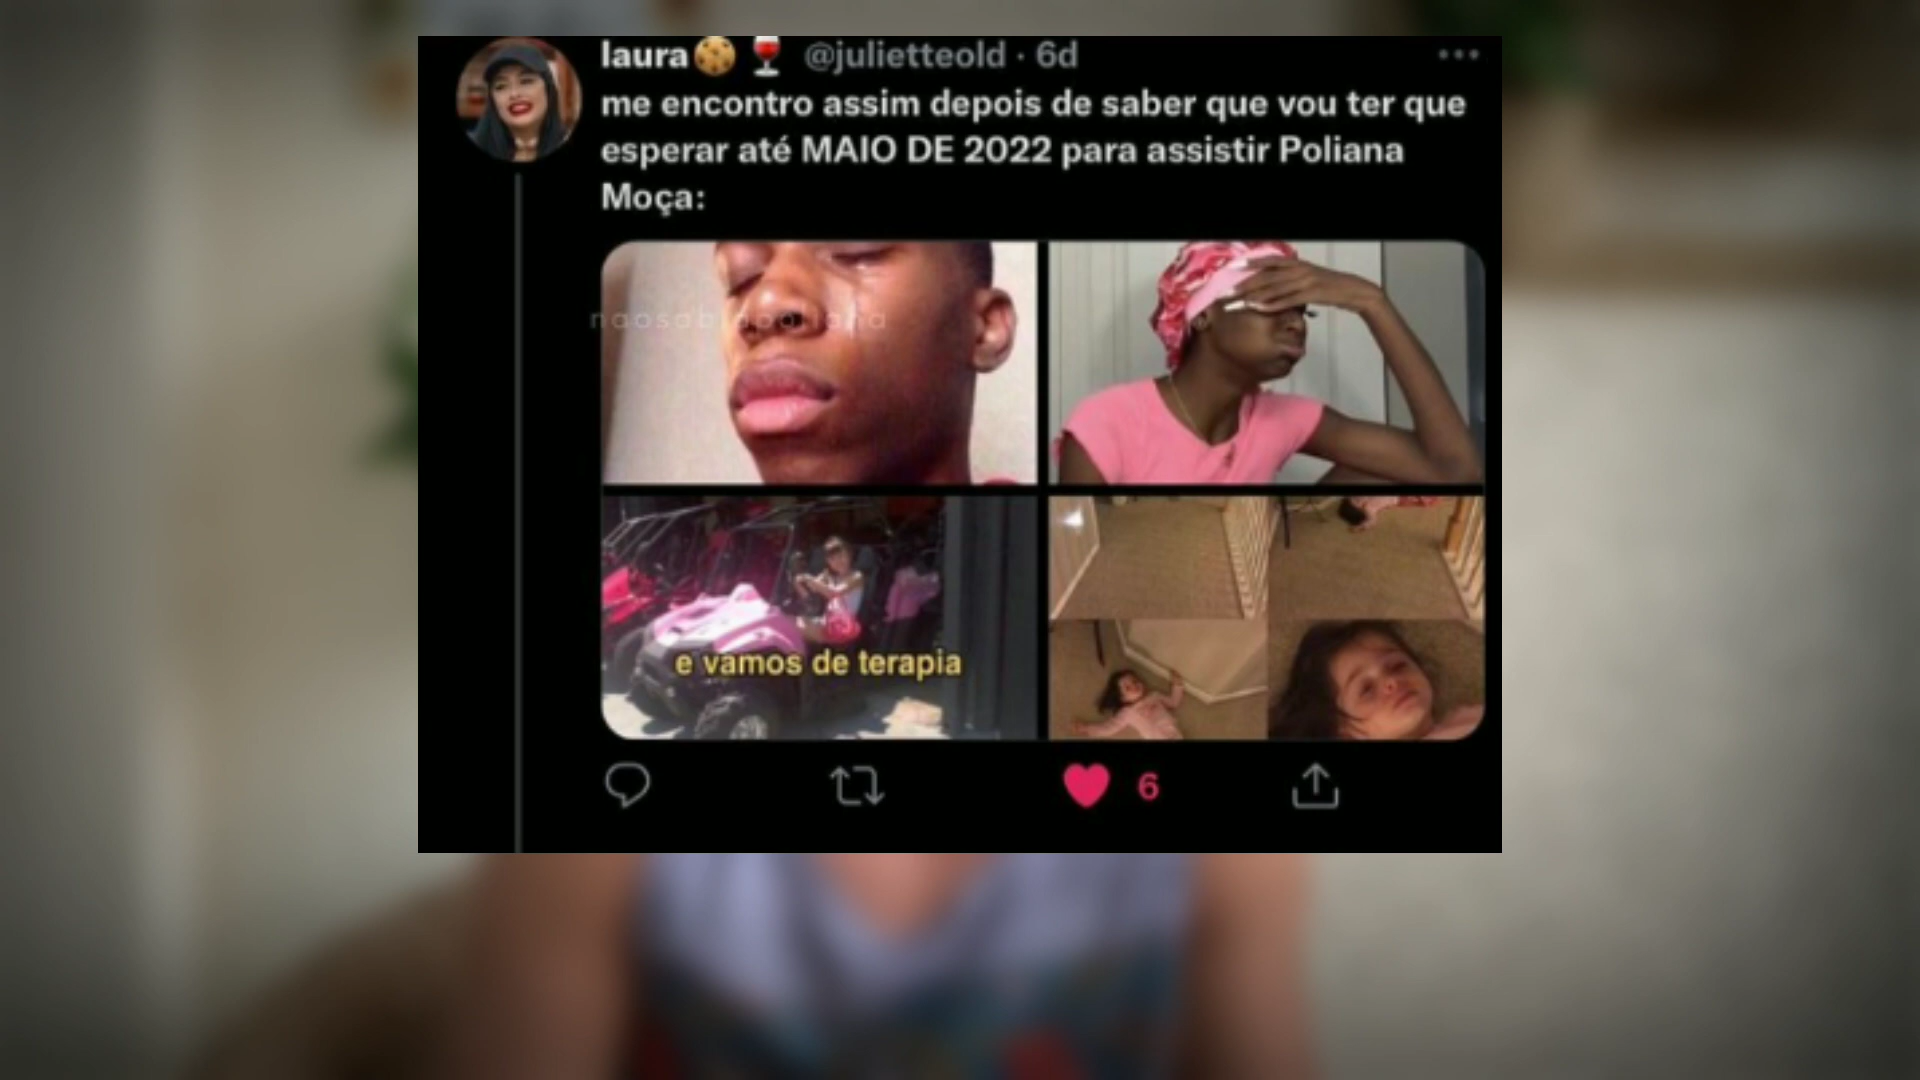 laura🍪🍷 @julietteold · 6d
me encontro assim depois de saber que vou ter que
esperar até MAIO DE 2022 para assistir Poliana
Moça:
e vamos de terapia
6